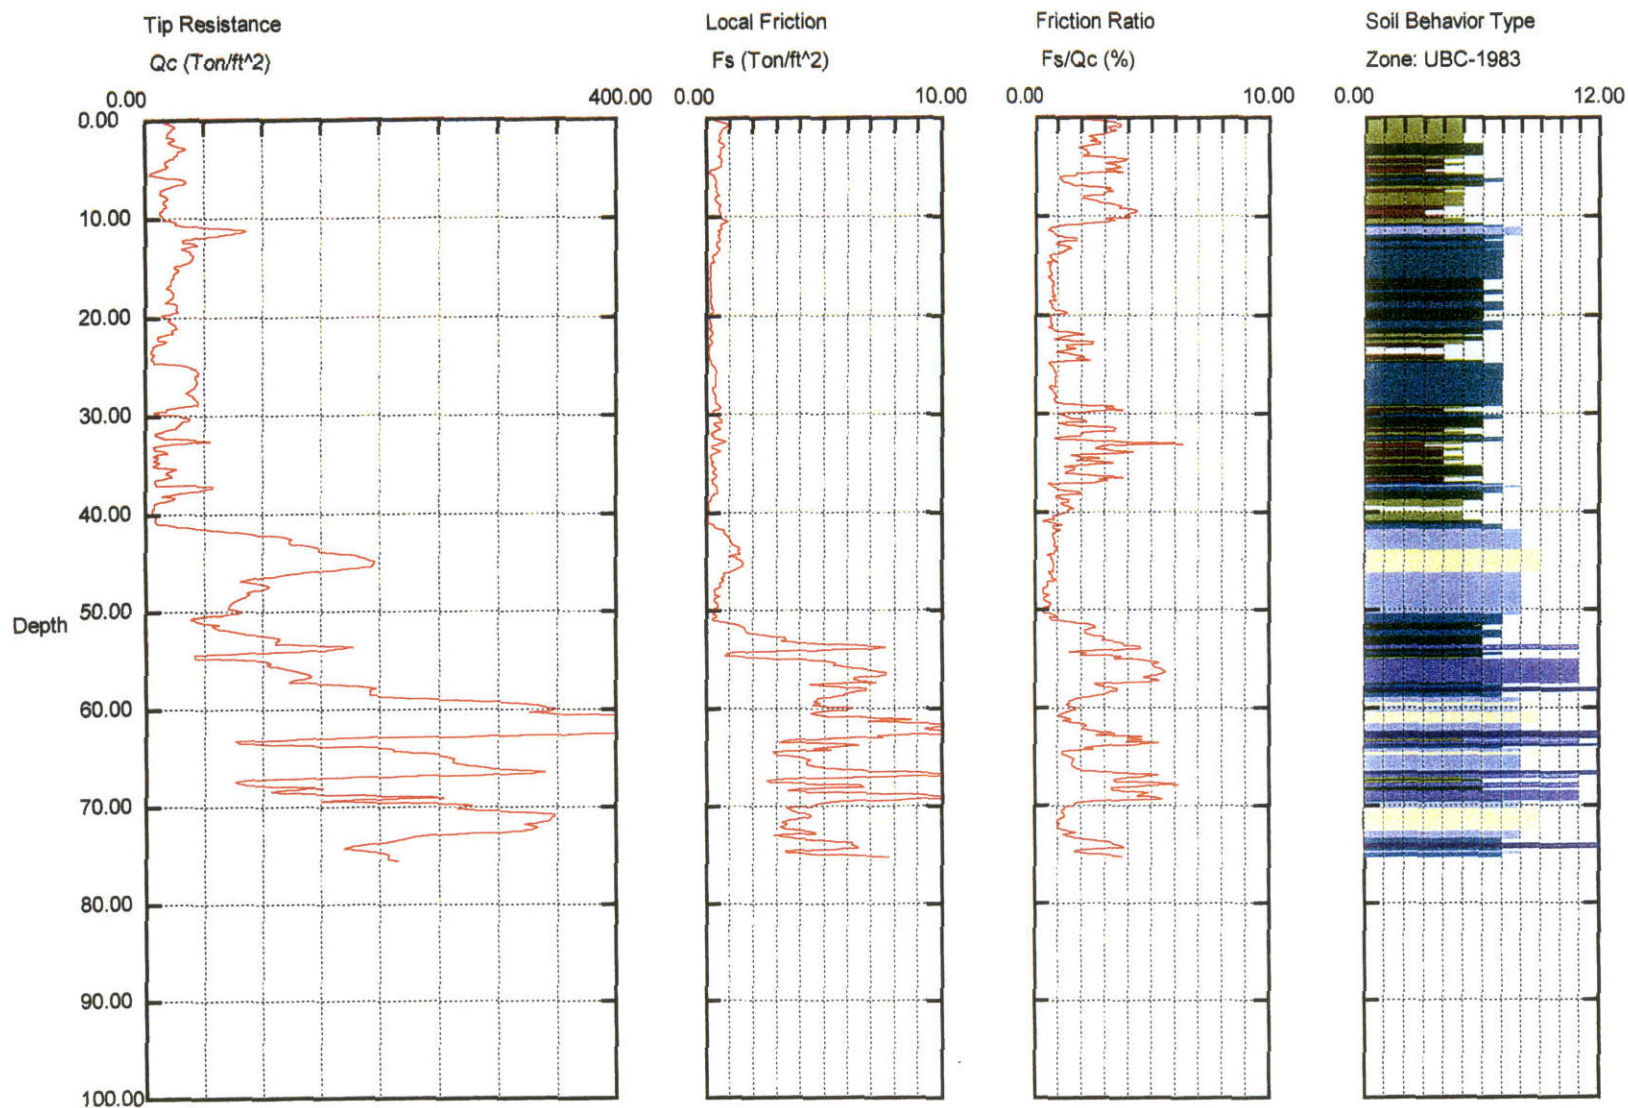 Tip Resistance
Qc (Ton/ft^2)
Local Friction
Fs (Ton/ft^2)
Friction Ratio
Fs/Qc (%)
Soil Behavior Type
Zone: UBC-1983
0.00 400.00 0.00 10.00 0.00 10.00 0.00 12.00
0.00
10.00
20.00
30.00
40.00
50.00
Depth
60.00
70.00
80.00
90.00
100.00